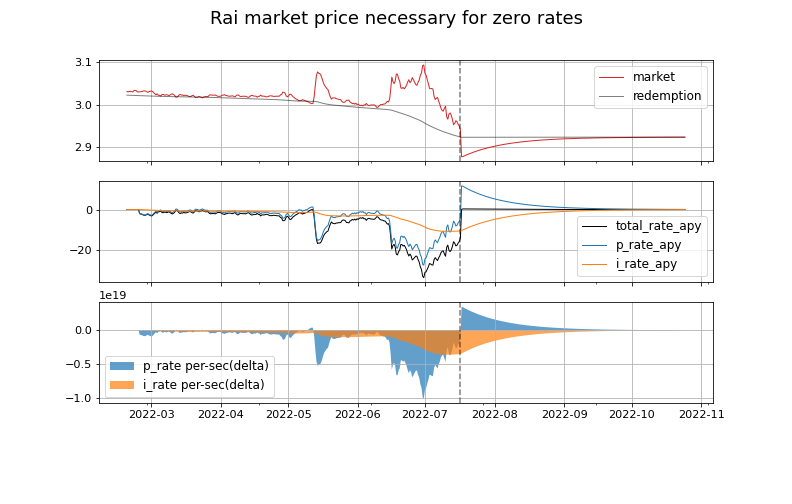 Rai market price necessary for zero rates
3.1
3.0
2.9
market
redemption
0
−20
total_rate_apy
p_rate_apy
i_rate_apy
1e19
0.0
−0.5
−1.0
p_rate per-sec(delta)
i_rate per-sec(delta)
2022-03 2022-04 2022-05 2022-06 2022-07 2022-08 2022-09 2022-10 2022-11